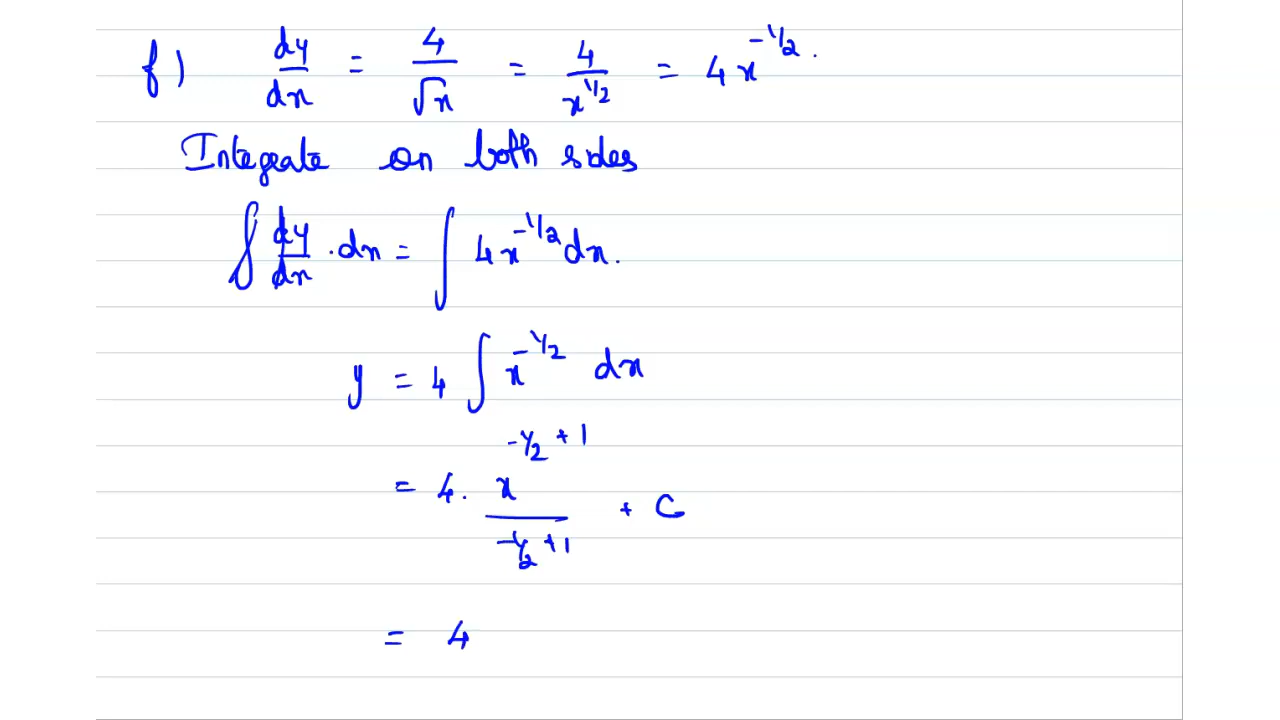 f) dy/dx = 4/√x = 4/x^1/2 = 4x^-1/2.
Integrate on both sides
∫ dy/dx . dx = ∫ 4x^-1/2 dx.
y = 4 ∫ x^-1/2 dx
= 4. x^-1/2 + 1 / -1/2 + 1 + C
= 4